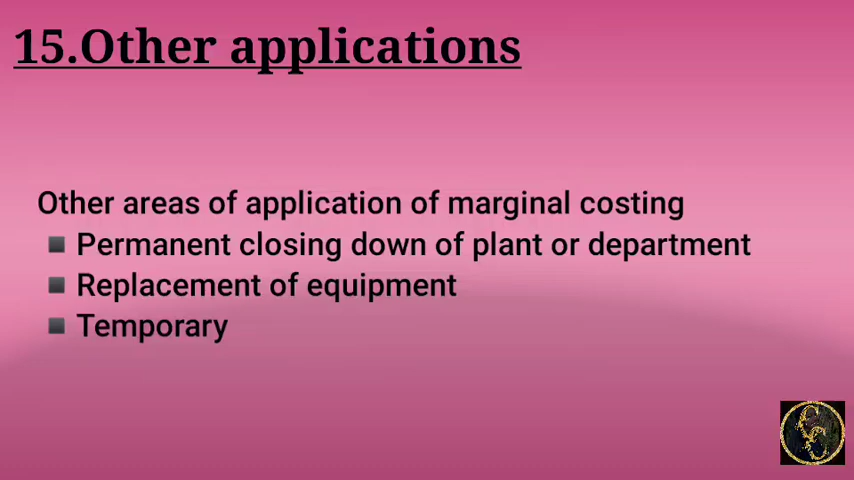 15.Other applications
Other areas of application of marginal costing
▪ Permanent closing down of plant or department
▪ Replacement of equipment
▪ Temporary